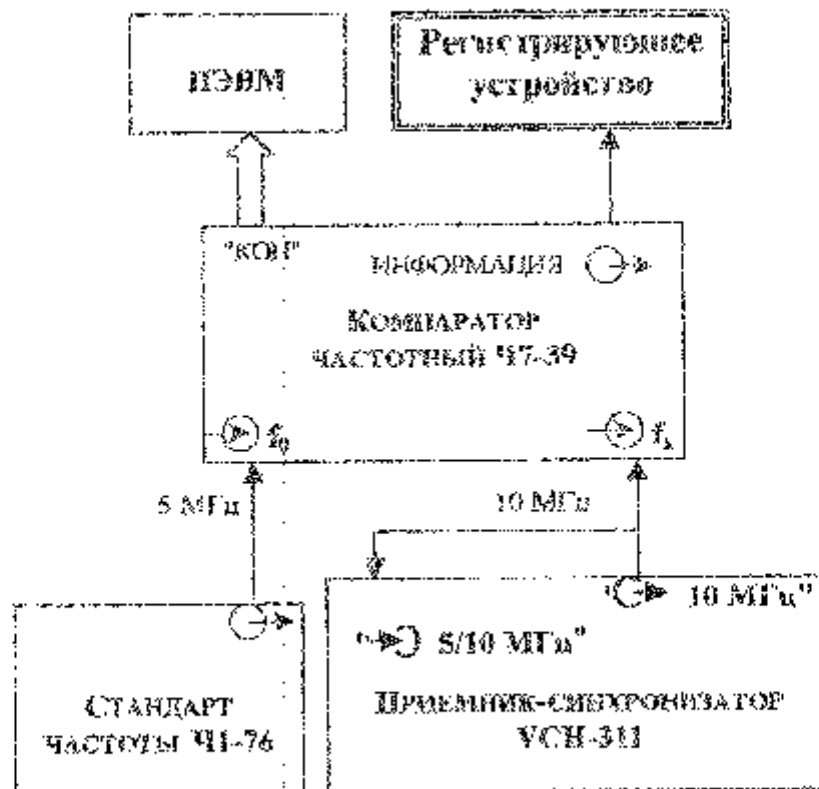 ПЭВМ
Регистрирующее
устройство
"КОП"
ИНФОРМАЦИЯ
КОМПАРАТОР
ЧАСТОТНЫЙ Ч7-39
f₀
fₓ
5 МГц
10 МГц
10 МГц"
5/10 МГц"
СТАНДАРТ
ЧАСТОТЫ Ч1-76
ПРИЕМНИК-СИНХРОНИЗАТОР
УСН-311